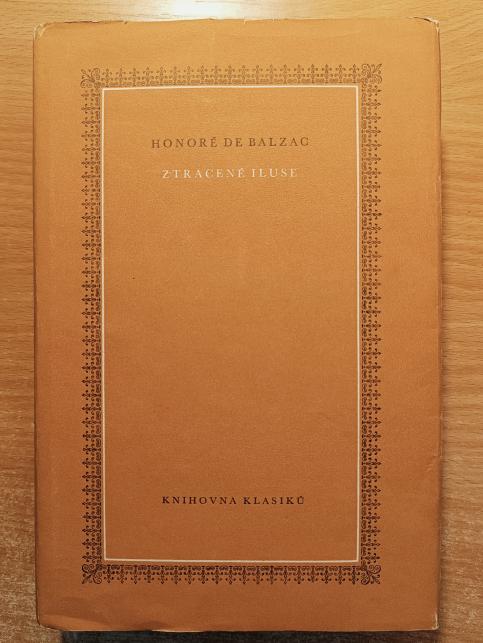 HONORÉ DE BALZAC
ZTRACENÉ ILUSE
KNIHOVNA KLASIKŮ